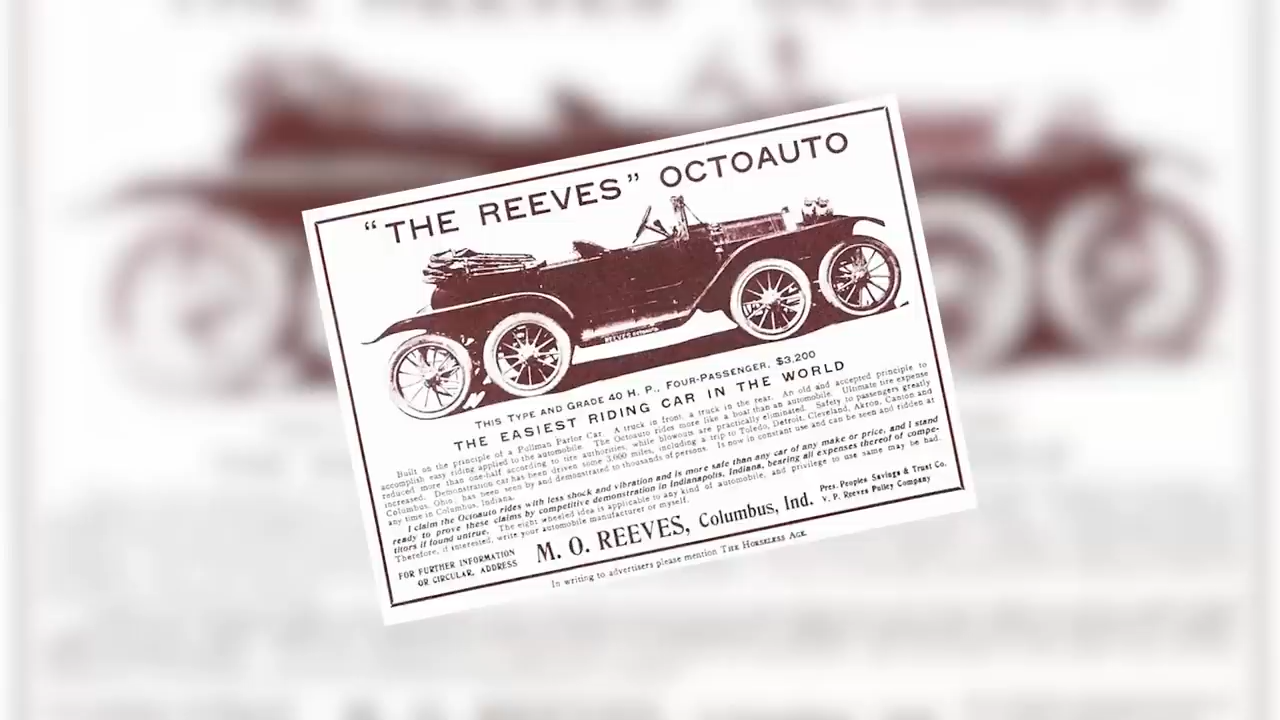 "THE REEVES" OCTOAUTO
REEVES OCTOAUTO
THIS TYPE AND GRADE 40 H. P., FOUR-PASSENGER, $3,200
THE EASIEST RIDING CAR IN THE WORLD
Built on the principle of a Pullman Parlor Car. A truck in front, a truck in the rear. An old and accepted principle to
accomplish easy riding applied to the automobile. The Octoauto rides more like a boat than an automobile. Ultimate tire expense
reduced more than one-half according to tire authorities, while blowouts are practically eliminated. Safety to passengers greatly
increased. Demonstration car has been driven some 3,000 miles, including a trip to Toledo, Detroit, Cleveland, Akron, Canton and
Columbus, Ohio, has been seen by and demonstrated to thousands of persons. Is now in constant use and can be seen and ridden at
any time in Columbus, Indiana.
I claim the Octoauto rides with less shock and vibration and is more safe than any car of any make or price, and I stand
ready to prove these claims by competitive demonstration in Indianapolis, Indiana, bearing all expenses thereof of compe-
titors if found untrue. The eight wheeled idea is applicable to any kind of automobile, and privilege to use same may be had.
Therefore, if interested, write your automobile manufacturer or myself.
FOR FURTHER INFORMATION
OR CIRCULAR, ADDRESS
M. O. REEVES, Columbus, Ind.
Pres. Peoples Savings & Trust Co.
V. P. Reeves Pulley Company
In writing to advertisers please mention THE HORSELESS AGE.